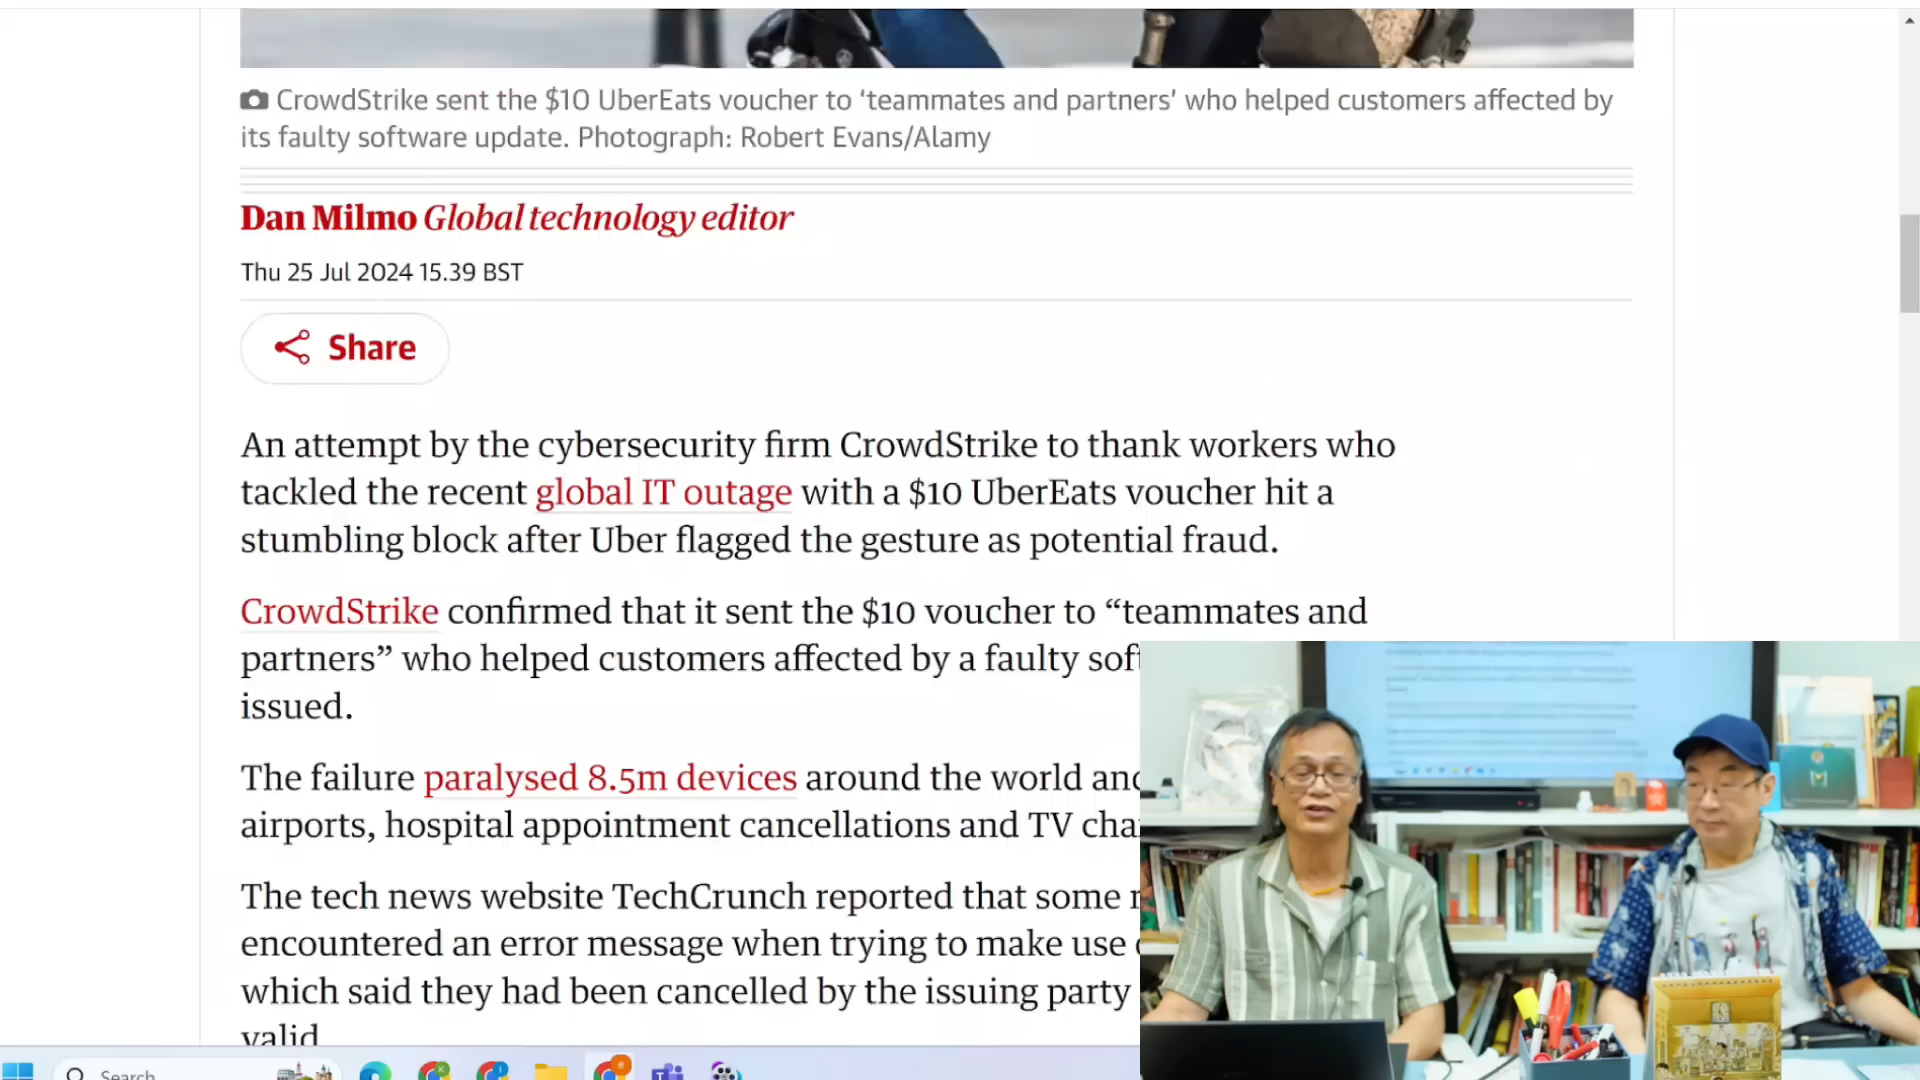 CrowdStrike sent the $10 UberEats voucher to ‘teammates and partners’ who helped customers affected by
its faulty software update. Photograph: Robert Evans/Alamy
Dan Milmo Global technology editor
Thu 25 Jul 2024 15.39 BST
Share
An attempt by the cybersecurity firm CrowdStrike to thank workers who
tackled the recent global IT outage with a $10 UberEats voucher hit a
stumbling block after Uber flagged the gesture as potential fraud.
CrowdStrike confirmed that it sent the $10 voucher to “teammates and
partners” who helped customers affected by a faulty
issued.
The failure paralysed 8.5m devices around the world
airports, hospital appointment cancellations and TV
The tech news website TechCrunch reported that some
encountered an error message when trying to make use
which said they had been cancelled by the issuing party
valid
Search